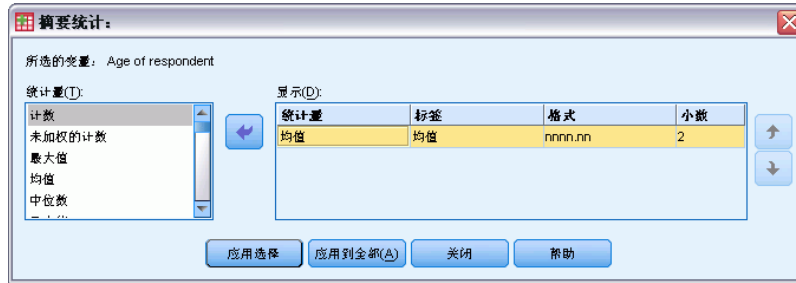 摘要统计：
所选的变量： Age of respondent
统计量(T):
计数
未加权的计数
最大值
均值
中位数
显示(D):
统计量 标签 格式 小数
均值 均值 nnnn.nn 2
应用选择 应用到全部(A) 关闭 帮助